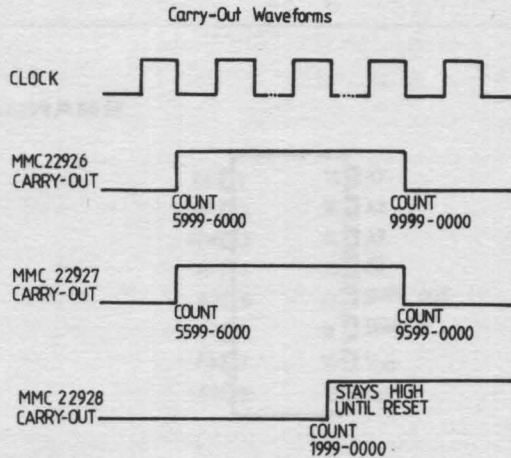 Carry-Out Waveforms
CLOCK
MMC22926
CARRY-OUT
COUNT
5999-6000
COUNT
9999-0000
MMC 22927
CARRY-OUT
COUNT
5599-6000
COUNT
9599-0000
MMC 22928
CARRY-OUT
STAYS HIGH
UNTIL RESET
COUNT
1999-0000